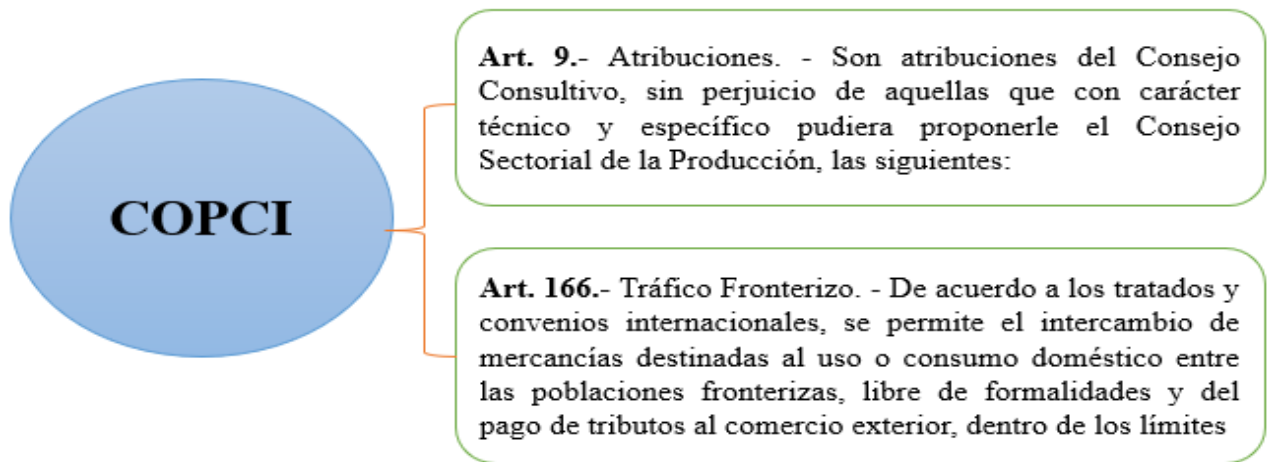 COPCI
Art. 9.- Atribuciones. - Son atribuciones del Consejo
Consultivo, sin perjuicio de aquellas que con carácter
técnico y específico pudiera proponerle el Consejo
Sectorial de la Producción, las siguientes:
Art. 166.- Tráfico Fronterizo. - De acuerdo a los tratados y
convenios internacionales, se permite el intercambio de
mercancías destinadas al uso o consumo doméstico entre
las poblaciones fronterizas, libre de formalidades y del
pago de tributos al comercio exterior, dentro de los límites